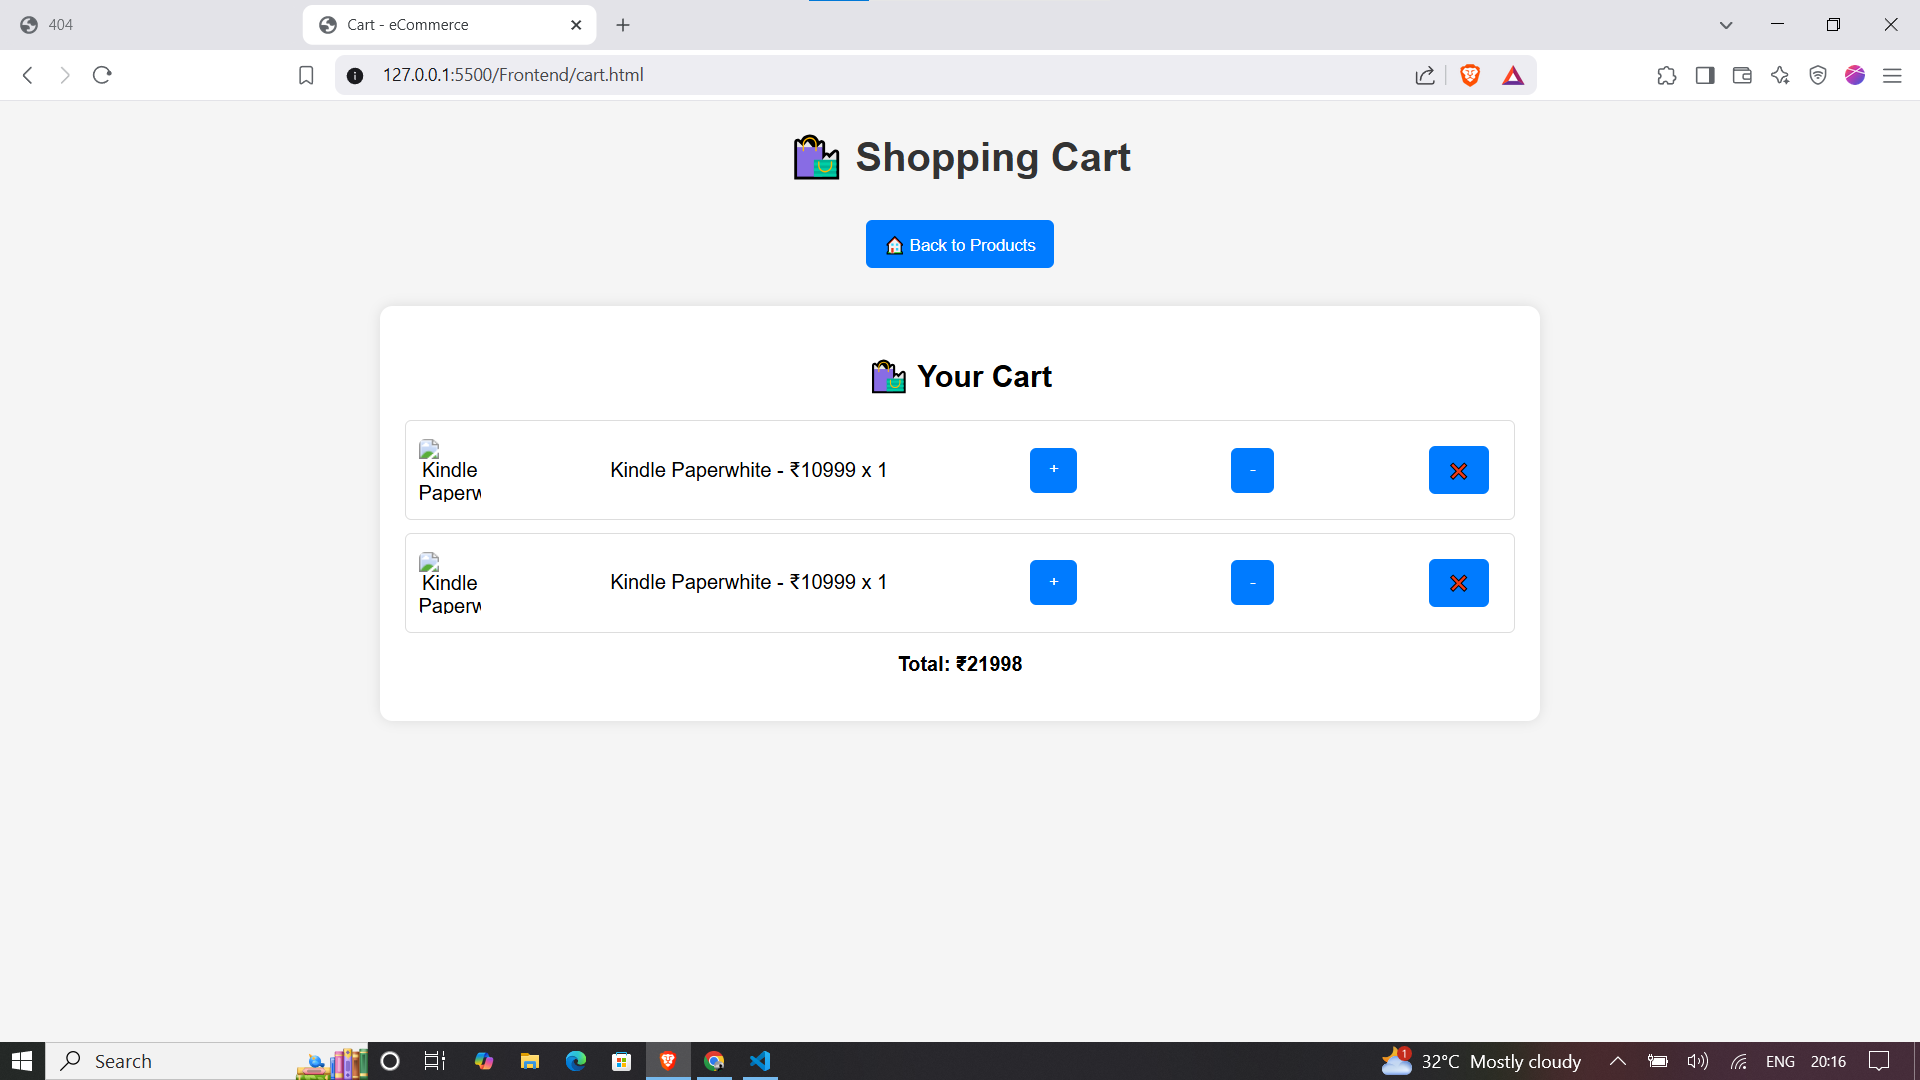 404
Cart - eCommerce
127.0.0.1:5500/Frontend/cart.html
Shopping Cart
Back to Products
Your Cart
Kindle
Paperw
Kindle Paperwhite - ₹10999 x 1
+
-
Kindle
Paperw
Kindle Paperwhite - ₹10999 x 1
+
-
Total: ₹21998
Search
1
32°C Mostly cloudy
ENG
20:16